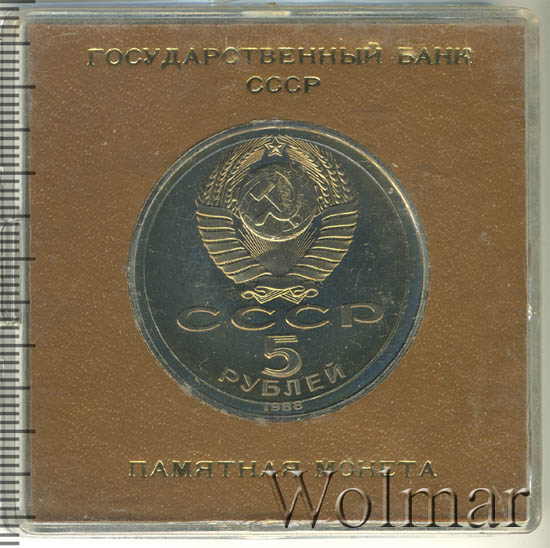 ГОСУДАРСТВЕННЫЙ БАНК
СССР
СССР
5
РУБЛЕЙ
1988
ПАМЯТНАЯ МОНЕТА
Wolmar